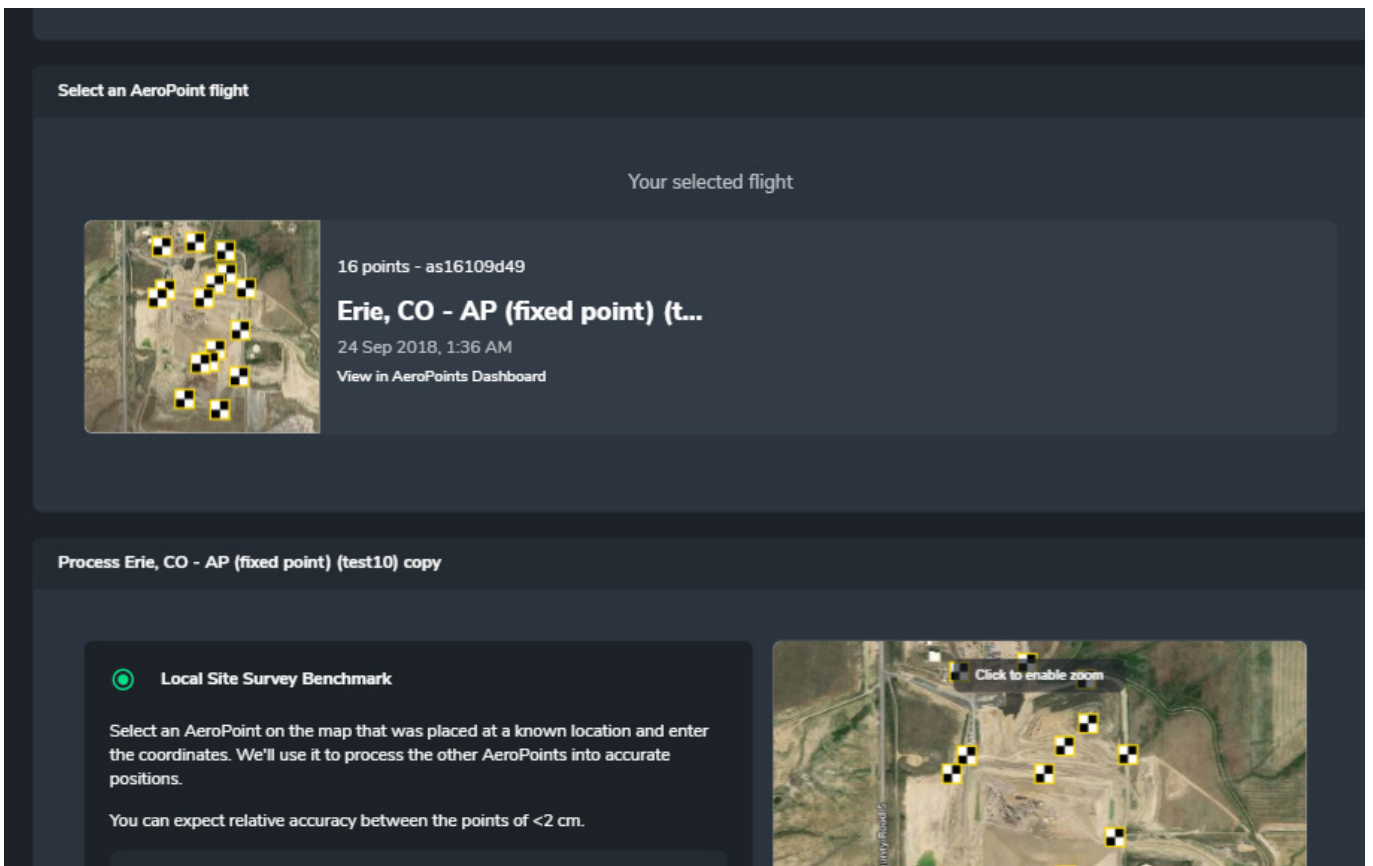 Select an AeroPoint flight
Your selected flight
16 points - as16109d49
Erie, CO - AP (fixed point) (t...
24 Sep 2018, 1:36 AM
View in AeroPoints Dashboard
Process Erie, CO - AP (fixed point) (test10) copy
Local Site Survey Benchmark
Select an AeroPoint on the map that was placed at a known location and enter
the coordinates. We'll use it to process the other AeroPoints into accurate
positions.
You can expect relative accuracy between the points of <2 cm.
Click to enable zoom
unty Road 5